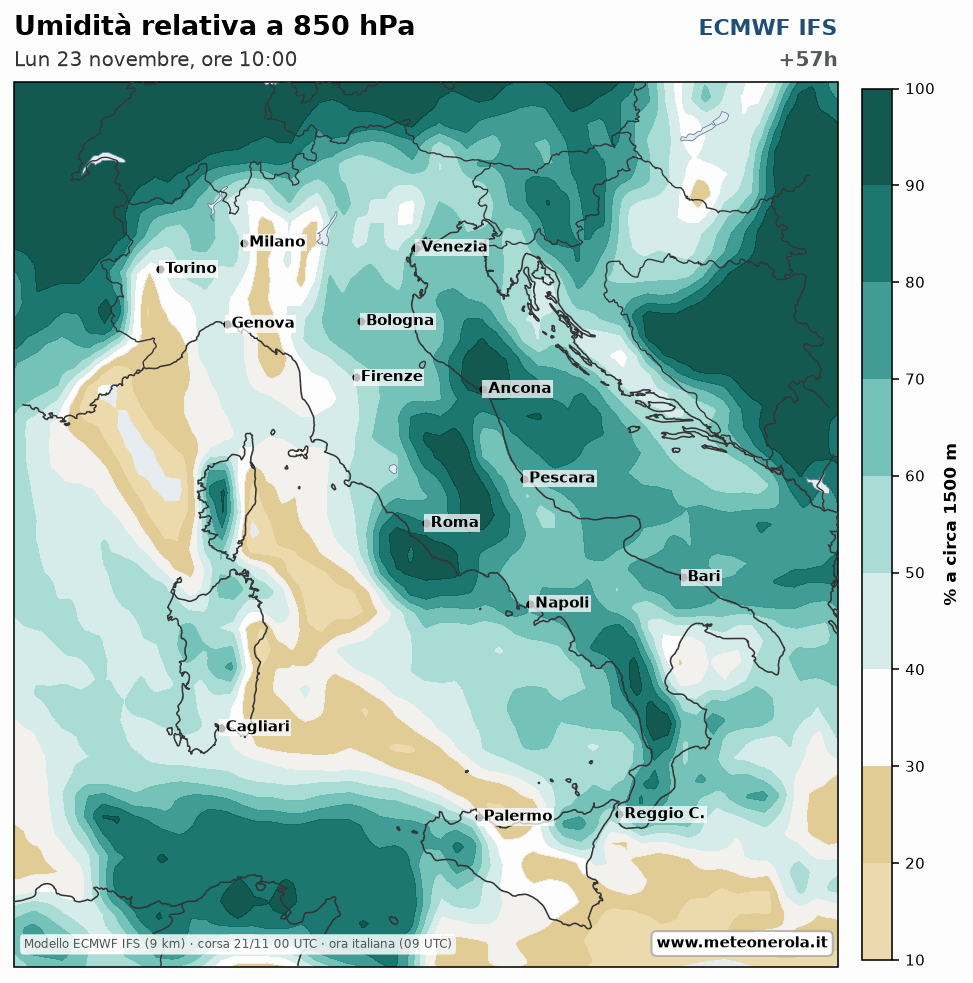 Umidità relativa a 850 hPa
ECMWF IFS
Lun 23 novembre, ore 10:00
+57h
Milano
Venezia
Torino
Genova
Bologna
Firenze
Ancona
Pescara
Roma
Bari
Napoli
Cagliari
Palermo
Reggio C.
100
90
80
70
60
50
40
30
20
10
% a circa 1500 m
Modello ECMWF IFS (9 km) · corsa 21/11 00 UTC · ora italiana (09 UTC)
www.meteonerola.it